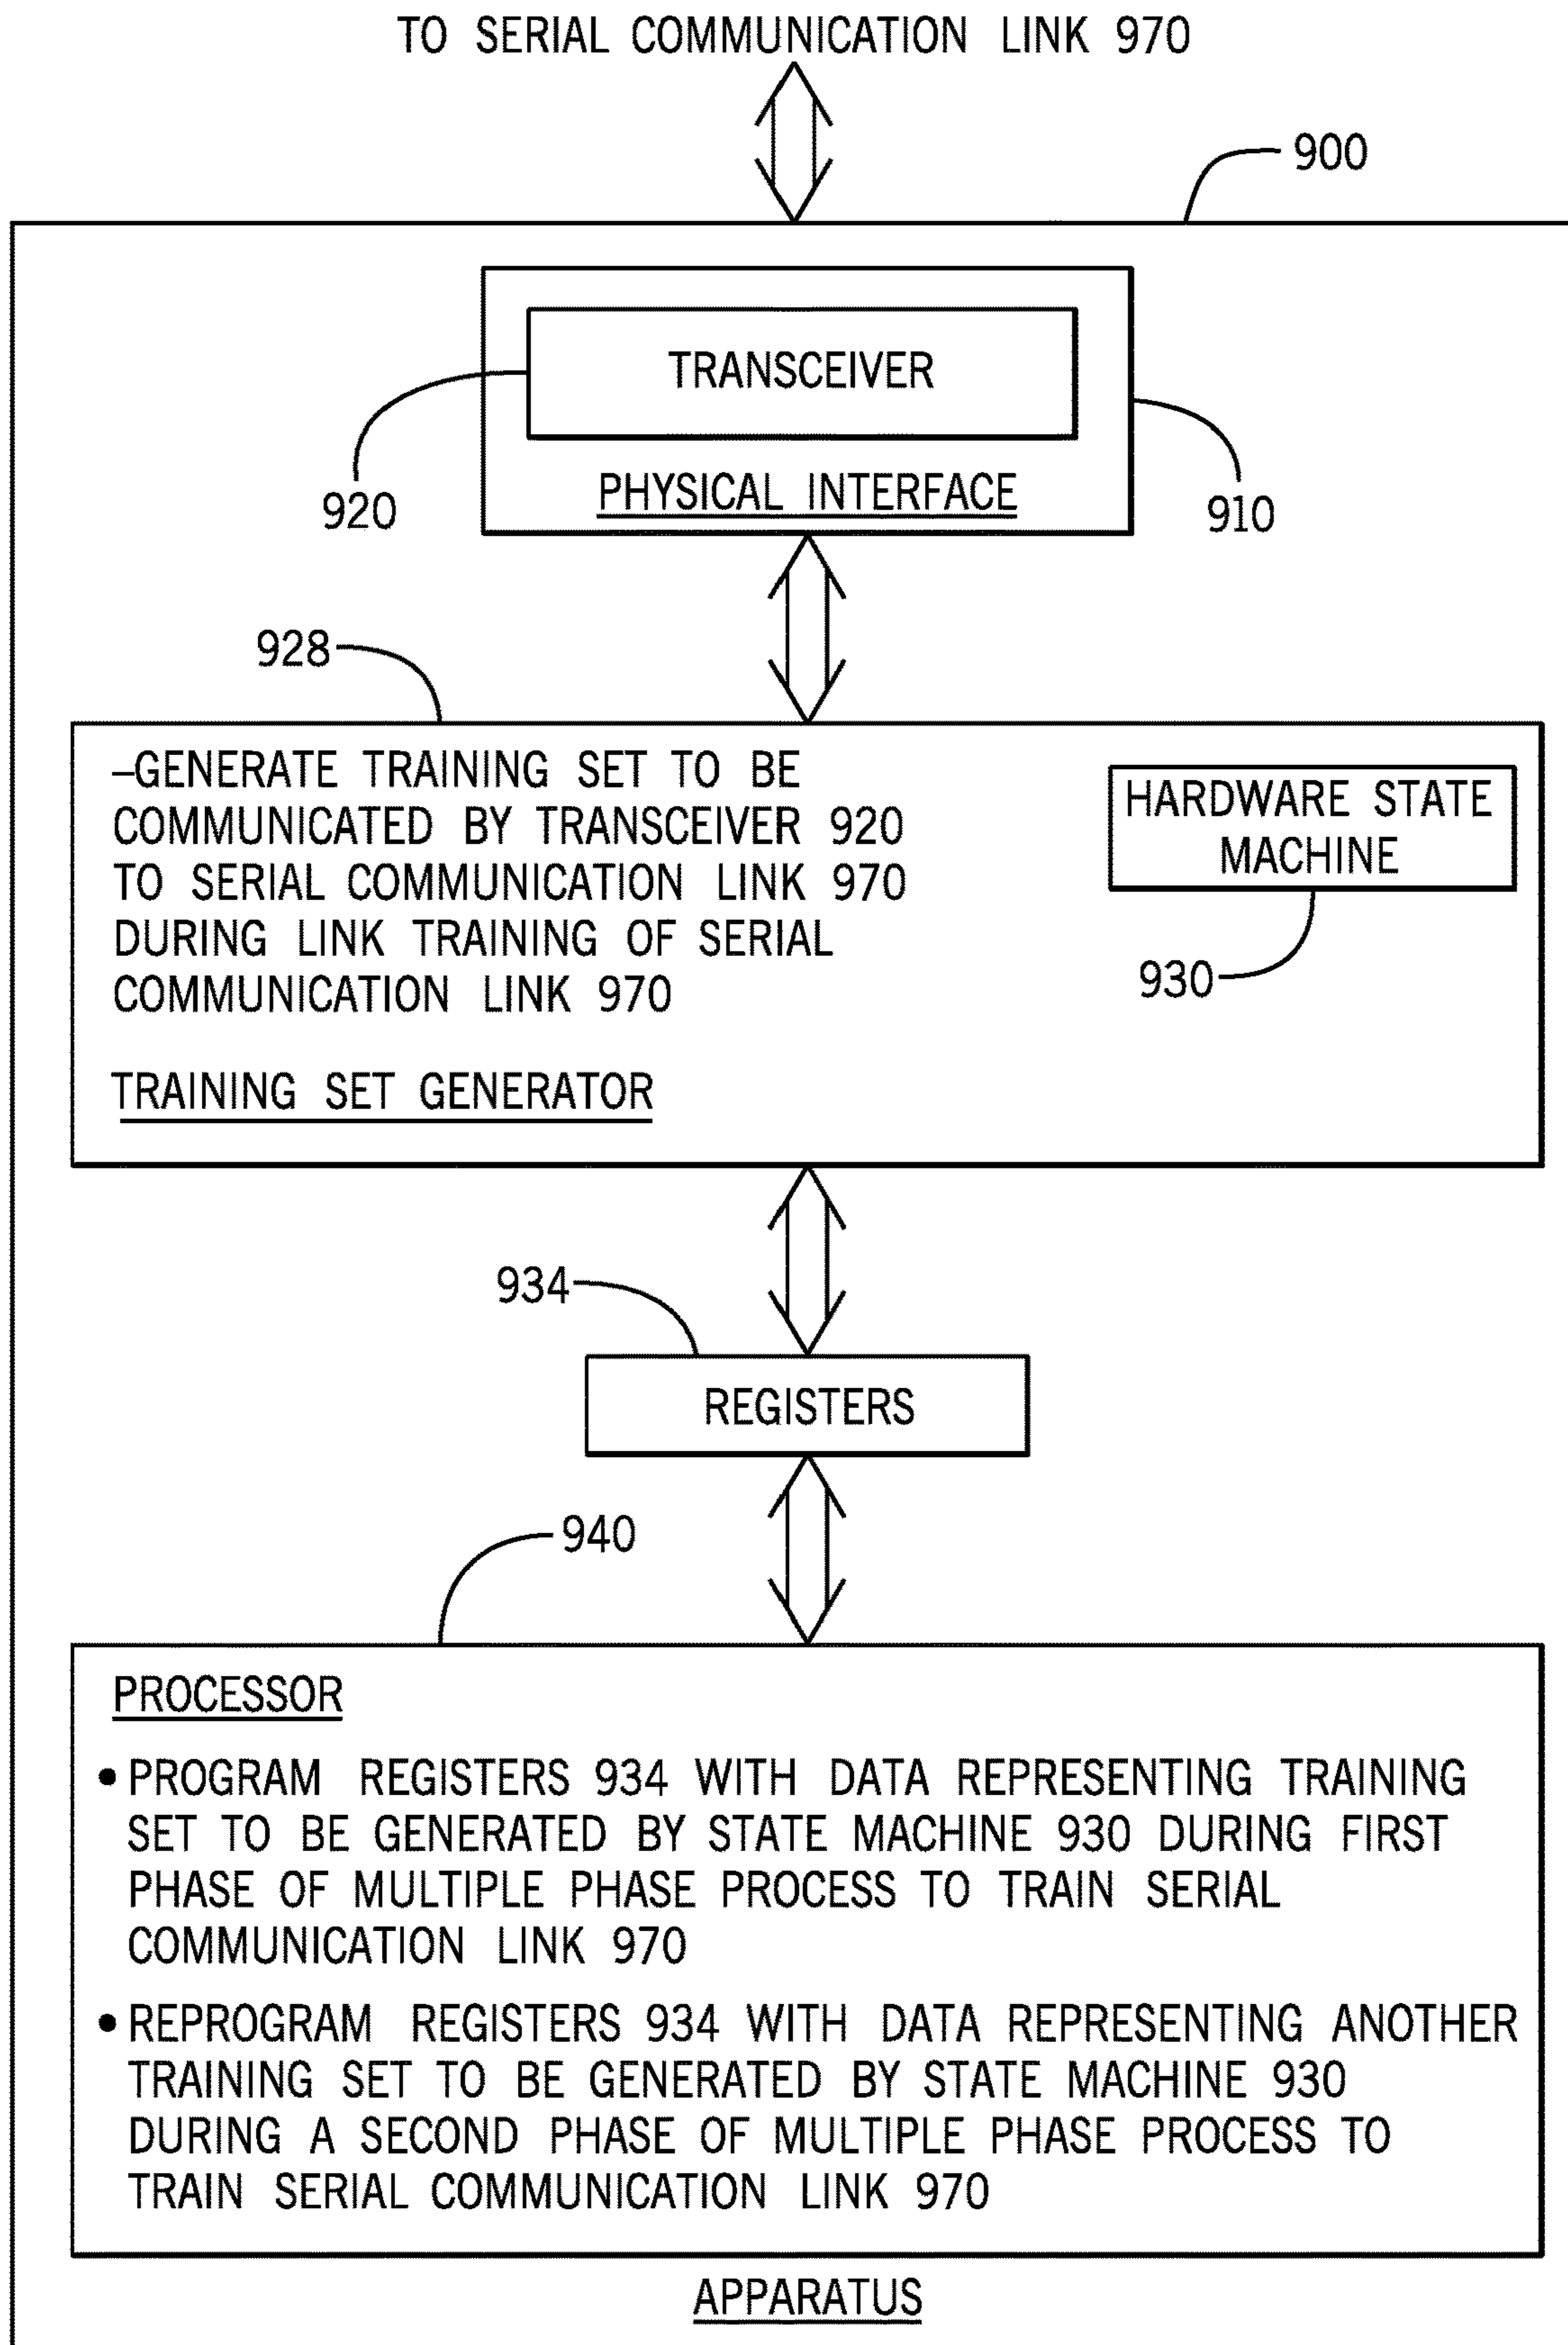 TO SERIAL COMMUNICATION LINK 970
900
TRANSCEIVER
PHYSICAL INTERFACE
920
910
928
–GENERATE TRAINING SET TO BE
COMMUNICATED BY TRANSCEIVER 920
TO SERIAL COMMUNICATION LINK 970
DURING LINK TRAINING OF SERIAL
COMMUNICATION LINK 970
HARDWARE STATE
MACHINE
930
TRAINING SET GENERATOR
934
REGISTERS
940
PROCESSOR
• PROGRAM REGISTERS 934 WITH DATA REPRESENTING TRAINING
SET TO BE GENERATED BY STATE MACHINE 930 DURING FIRST
PHASE OF MULTIPLE PHASE PROCESS TO TRAIN SERIAL
COMMUNICATION LINK 970
• REPROGRAM REGISTERS 934 WITH DATA REPRESENTING ANOTHER
TRAINING SET TO BE GENERATED BY STATE MACHINE 930
DURING A SECOND PHASE OF MULTIPLE PHASE PROCESS TO
TRAIN SERIAL COMMUNICATION LINK 970
APPARATUS